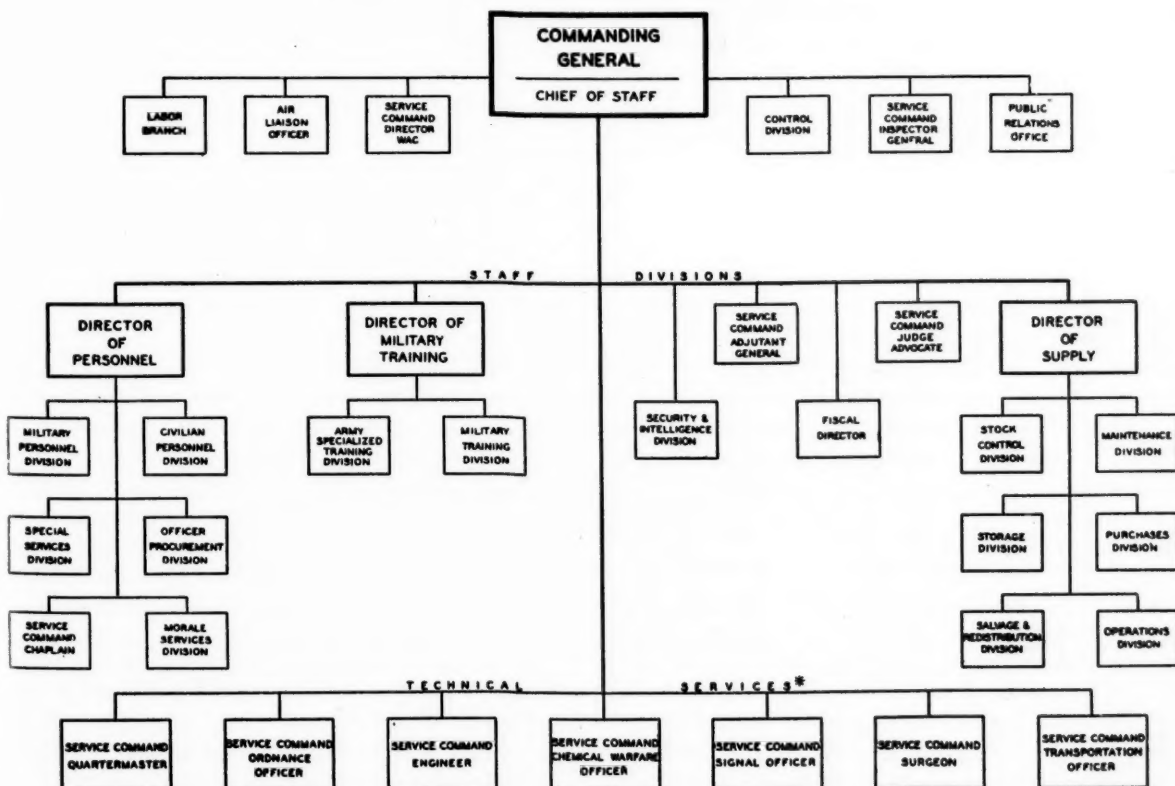 COMMANDING
GENERAL
CHIEF OF STAFF
LABOR
BRANCH
AIR
LIAISON
OFFICER
SERVICE
COMMAND
DIRECTOR
WAC
CONTROL
DIVISION
SERVICE
COMMAND
INSPECTOR
GENERAL
PUBLIC
RELATIONS
OFFICE
STAFF DIVISIONS
DIRECTOR
OF
PERSONNEL
DIRECTOR OF
MILITARY
TRAINING
SERVICE
COMMAND
ADJUTANT
GENERAL
SERVICE
COMMAND
JUDGE
ADVOCATE
DIRECTOR
OF
SUPPLY
MILITARY
PERSONNEL
DIVISION
CIVILIAN
PERSONNEL
DIVISION
ARMY
SPECIALIZED
TRAINING
DIVISION
MILITARY
TRAINING
DIVISION
SECURITY &
INTELLIGENCE
DIVISION
FISCAL
DIRECTOR
STOCK
CONTROL
DIVISION
MAINTENANCE
DIVISION
SPECIAL
SERVICES
DIVISION
OFFICER
PROCUREMENT
DIVISION
STORAGE
DIVISION
PURCHASES
DIVISION
SERVICE
COMMAND
CHAPLAIN
MORALE
SERVICES
DIVISION
SALVAGE &
REDISTRIBUTION
DIVISION
OPERATIONS
DIVISION
TECHNICAL SERVICES*
SERVICE COMMAND
QUARTERMASTER
SERVICE COMMAND
ORDNANCE
OFFICER
SERVICE COMMAND
ENGINEER
SERVICE COMMAND
CHEMICAL WARFARE
OFFICER
SERVICE COMMAND
SIGNAL OFFICER
SERVICE COMMAND
SURGEON
SERVICE COMMAND
TRANSPORTATION
OFFICER